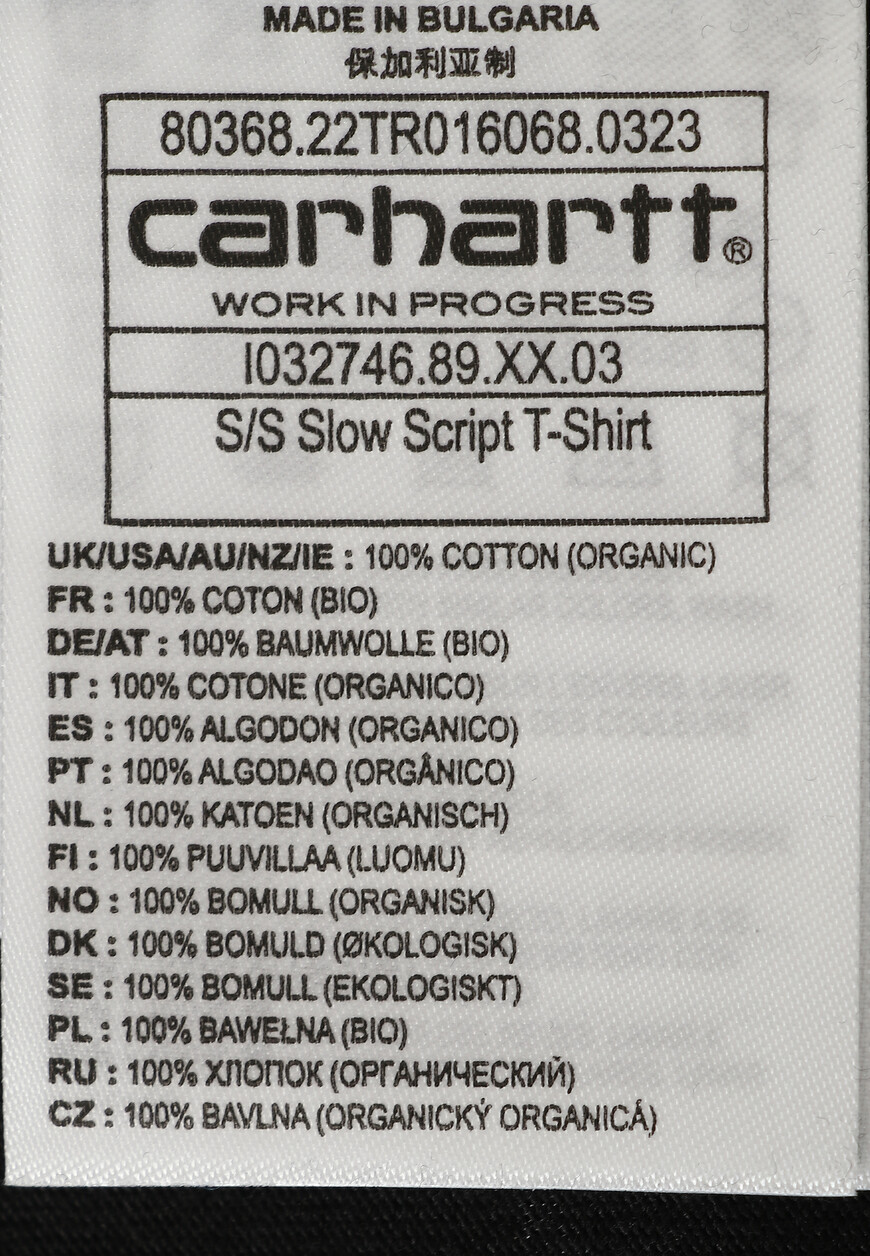 MADE IN BULGARIA
保加利亚制
80368.22TR016068.0323
carhartt®
WORK IN PROGRESS
I032746.89.XX.03
S/S Slow Script T-Shirt
UK/USA/AU/NZ/IE : 100% COTTON (ORGANIC)
FR : 100% COTON (BIO)
DE/AT : 100% BAUMWOLLE (BIO)
IT : 100% COTONE (ORGANICO)
ES : 100% ALGODON (ORGANICO)
PT : 100% ALGODAO (ORGÂNICO)
NL : 100% KATOEN (ORGANISCH)
FI : 100% PUUVILLAA (LUOMU)
NO : 100% BOMULL (ORGANISK)
DK : 100% BOMULD (ØKOLOGISK)
SE : 100% BOMULL (EKOLOGISKT)
PL : 100% BAWEŁNA (BIO)
RU : 100% ХЛОПОК (ОРГАНИЧЕСКИЙ)
CZ : 100% BAVLNA (ORGANICKÝ ORGANICÁ)